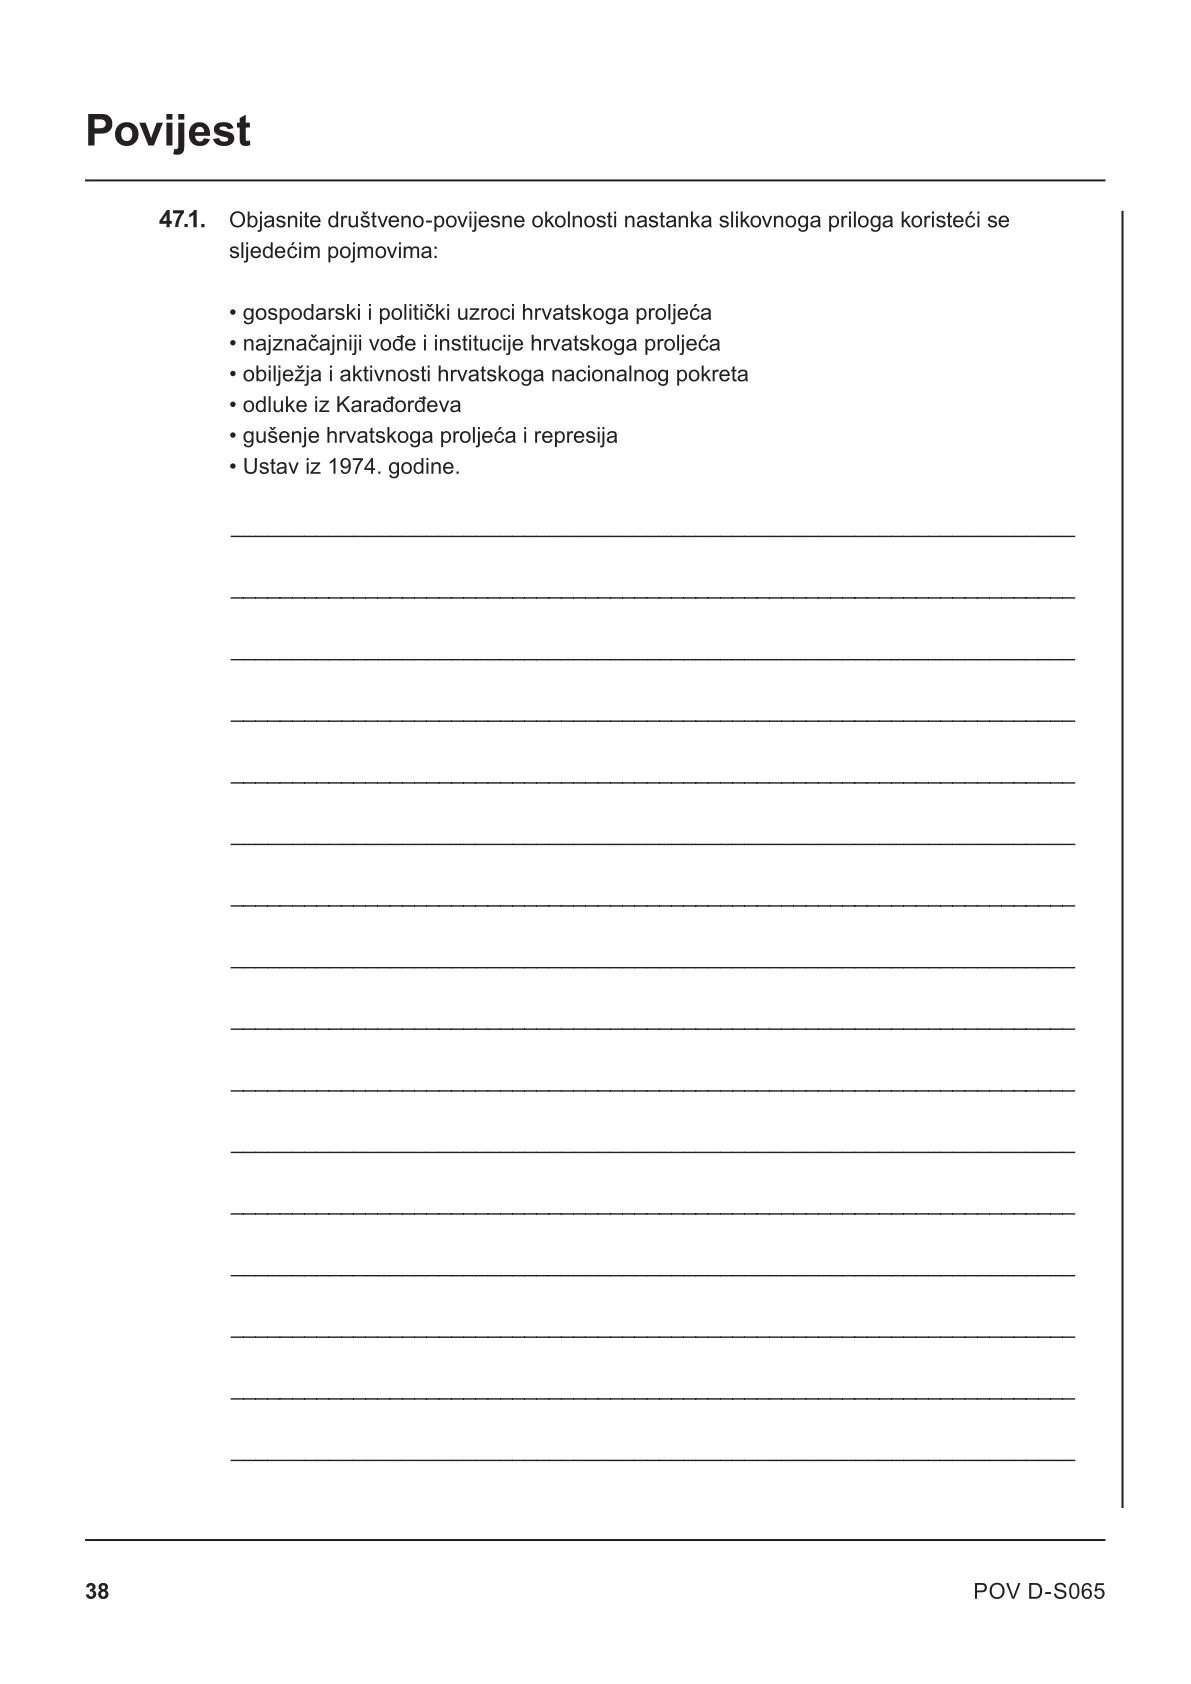 Povijest
47.1. Objasnite društveno-povijesne okolnosti nastanka slikovnoga priloga koristeći se
sljedećim pojmovima:
• gospodarski i politički uzroci hrvatskoga proljeća
• najznačajniji vođe i institucije hrvatskoga proljeća
• obilježja i aktivnosti hrvatskoga nacionalnog pokreta
• odluke iz Karađorđeva
• gušenje hrvatskoga proljeća i represija
• Ustav iz 1974. godine.
38 POV D-S065